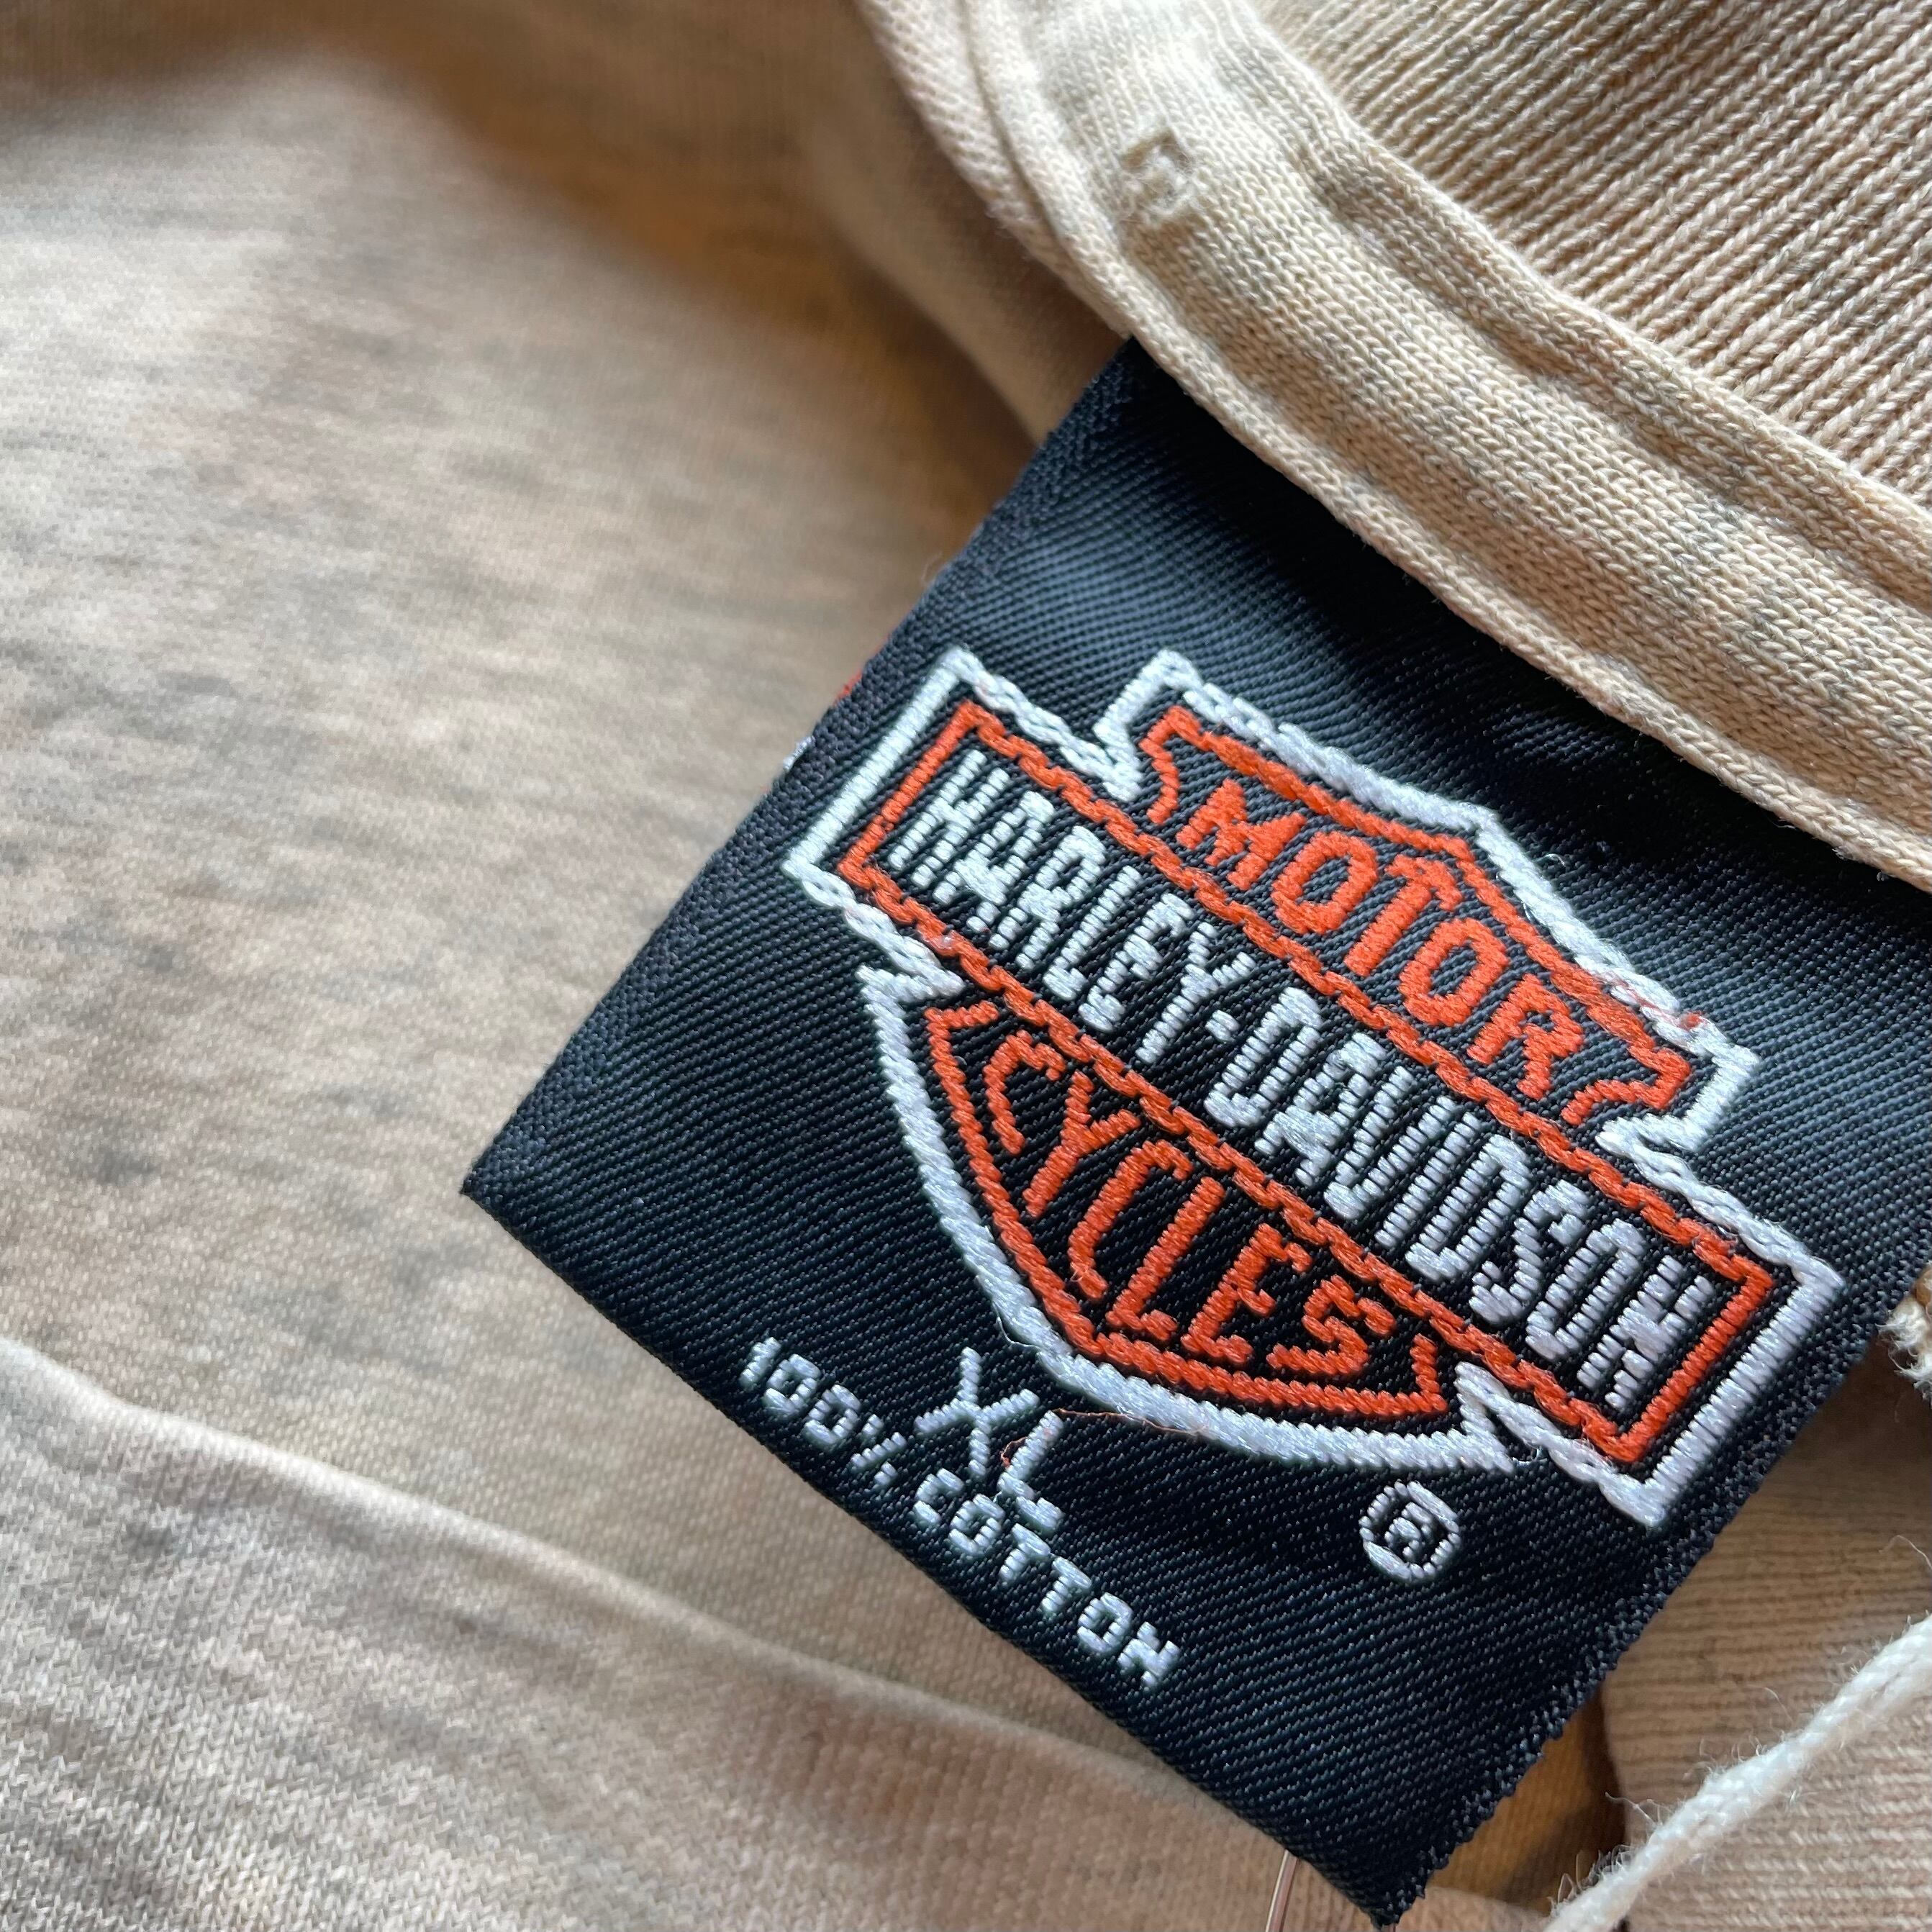 MOTOR
HARLEY-DAVIDSON
CYCLES
®
XL
100% COTTON